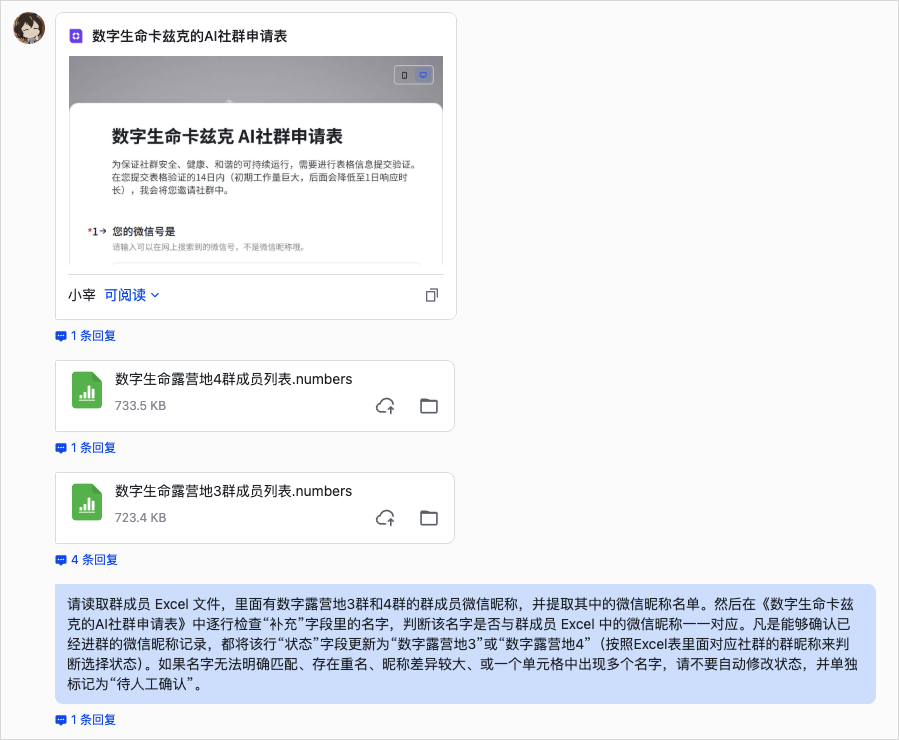 数字生命卡兹克的AI社群申请表
数字生命卡兹克 AI社群申请表
为保证社群安全、健康、和谐的可持续运行，需要进行表格信息提交验证。
在您提交表格验证的14日内（初期工作量巨大，后面会降低至1日响应时
长），我会将您邀请社群中。
*1→ 您的微信号是
请输入可以在网上搜索到的微信号，不是微信昵称哦。
小宰 可阅读
1 条回复
数字生命露营地4群成员列表.numbers
733.5 KB
1 条回复
数字生命露营地3群成员列表.numbers
723.4 KB
4 条回复
请读取群成员 Excel 文件，里面有数字露营地3群和4群的群成员微信昵称，并提取其中的微信昵称名单。然后在《数字生命卡兹
克的AI社群申请表》中逐行检查“补充”字段里的名字，判断该名字是否与群成员 Excel 中的微信昵称一一对应。凡是能够确认已
经进群的微信昵称记录，都将该行“状态”字段更新为“数字露营地3”或“数字露营地4”（按照Excel表里面对应社群的群昵称来判
断选择状态）。如果名字无法明确匹配、存在重名、昵称差异较大、或一个单元格中出现多个名字，请不要自动修改状态，并单独
标记为“待人工确认”。
1 条回复